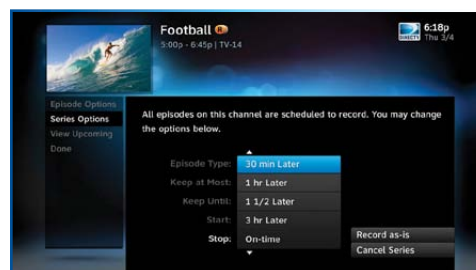 Football R
5:00p - 6:45p | TV-14
DIRECTV
6:18p
Thu 3/4
Episode Options
Series Options
View Upcoming
Done
All episodes on this channel are scheduled to record. You may change
the options below.
Episode Type: 30 min Later
Keep at Most: 1 hr Later
Keep Until: 1 1/2 Later
Start: 3 hr Later
Stop: On-time
Record as-is
Cancel Series